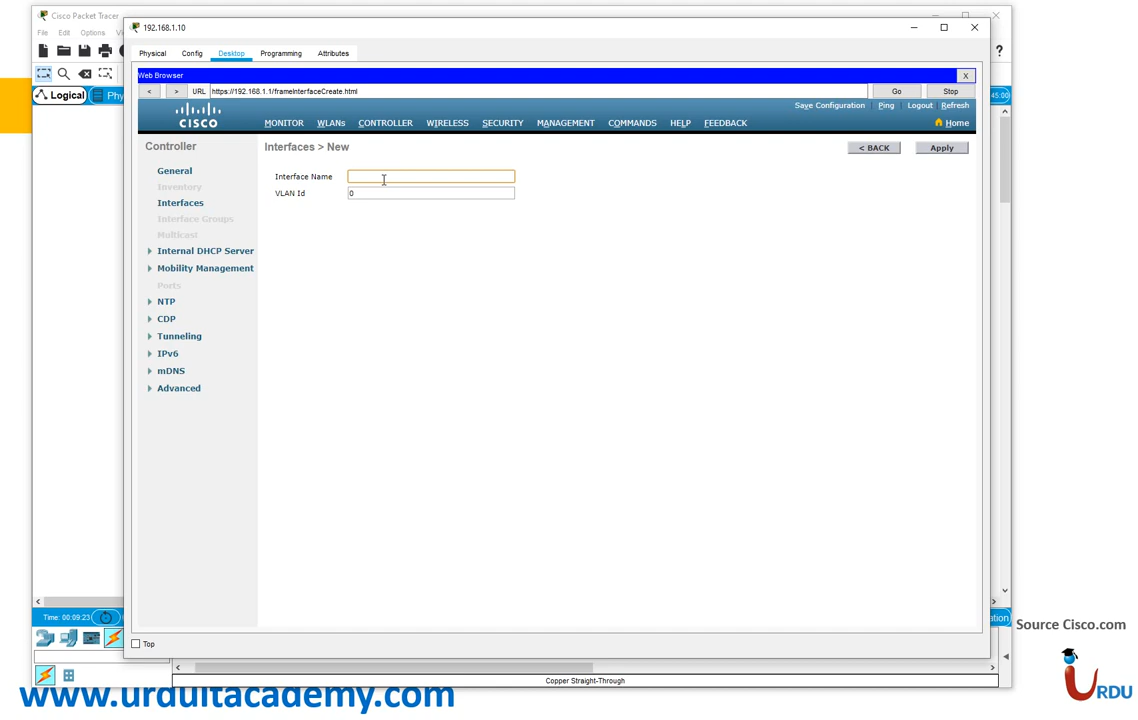 Cisco Packet Tracer
File Edit Options
192.168.1.10
Physical Config Desktop Programming Attributes
?
Web Browser
X
Logical
< > URL https://192.168.1.1/frameInterfaceCreate.html Go Stop
45:00
Save Configuration Ping Logout Refresh
CISCO
MONITOR WLANs CONTROLLER WIRELESS SECURITY MANAGEMENT COMMANDS HELP FEEDBACK Home
Controller
Interfaces > New
< BACK Apply
General
Interface Name
Inventory
VLAN Id 0
Interfaces
Interface Groups
Multicast
Internal DHCP Server
Mobility Management
Ports
NTP
CDP
Tunneling
IPv6
mDNS
Advanced
Time: 00:09:23
Top
Copper Straight-Through
Source Cisco.com
www.urduitacademy.com
URDU